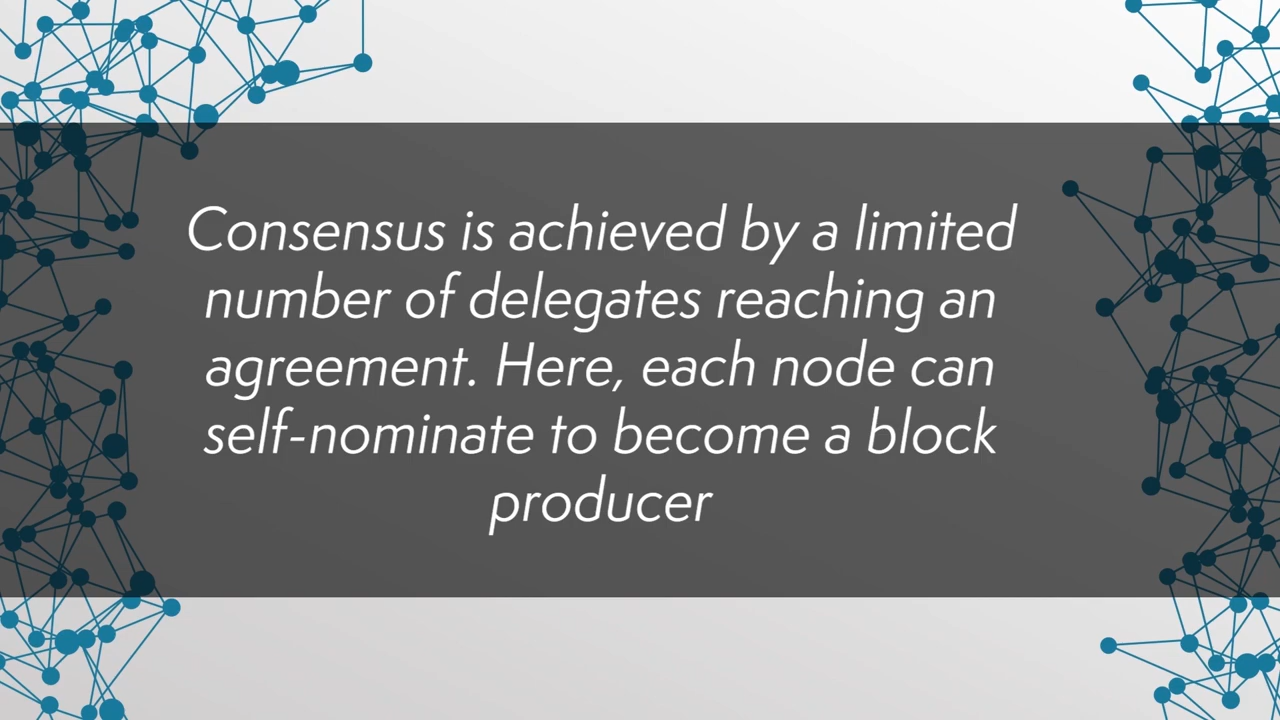 Consensus is achieved by a limited
number of delegates reaching an
agreement. Here, each node can
self-nominate to become a block
producer